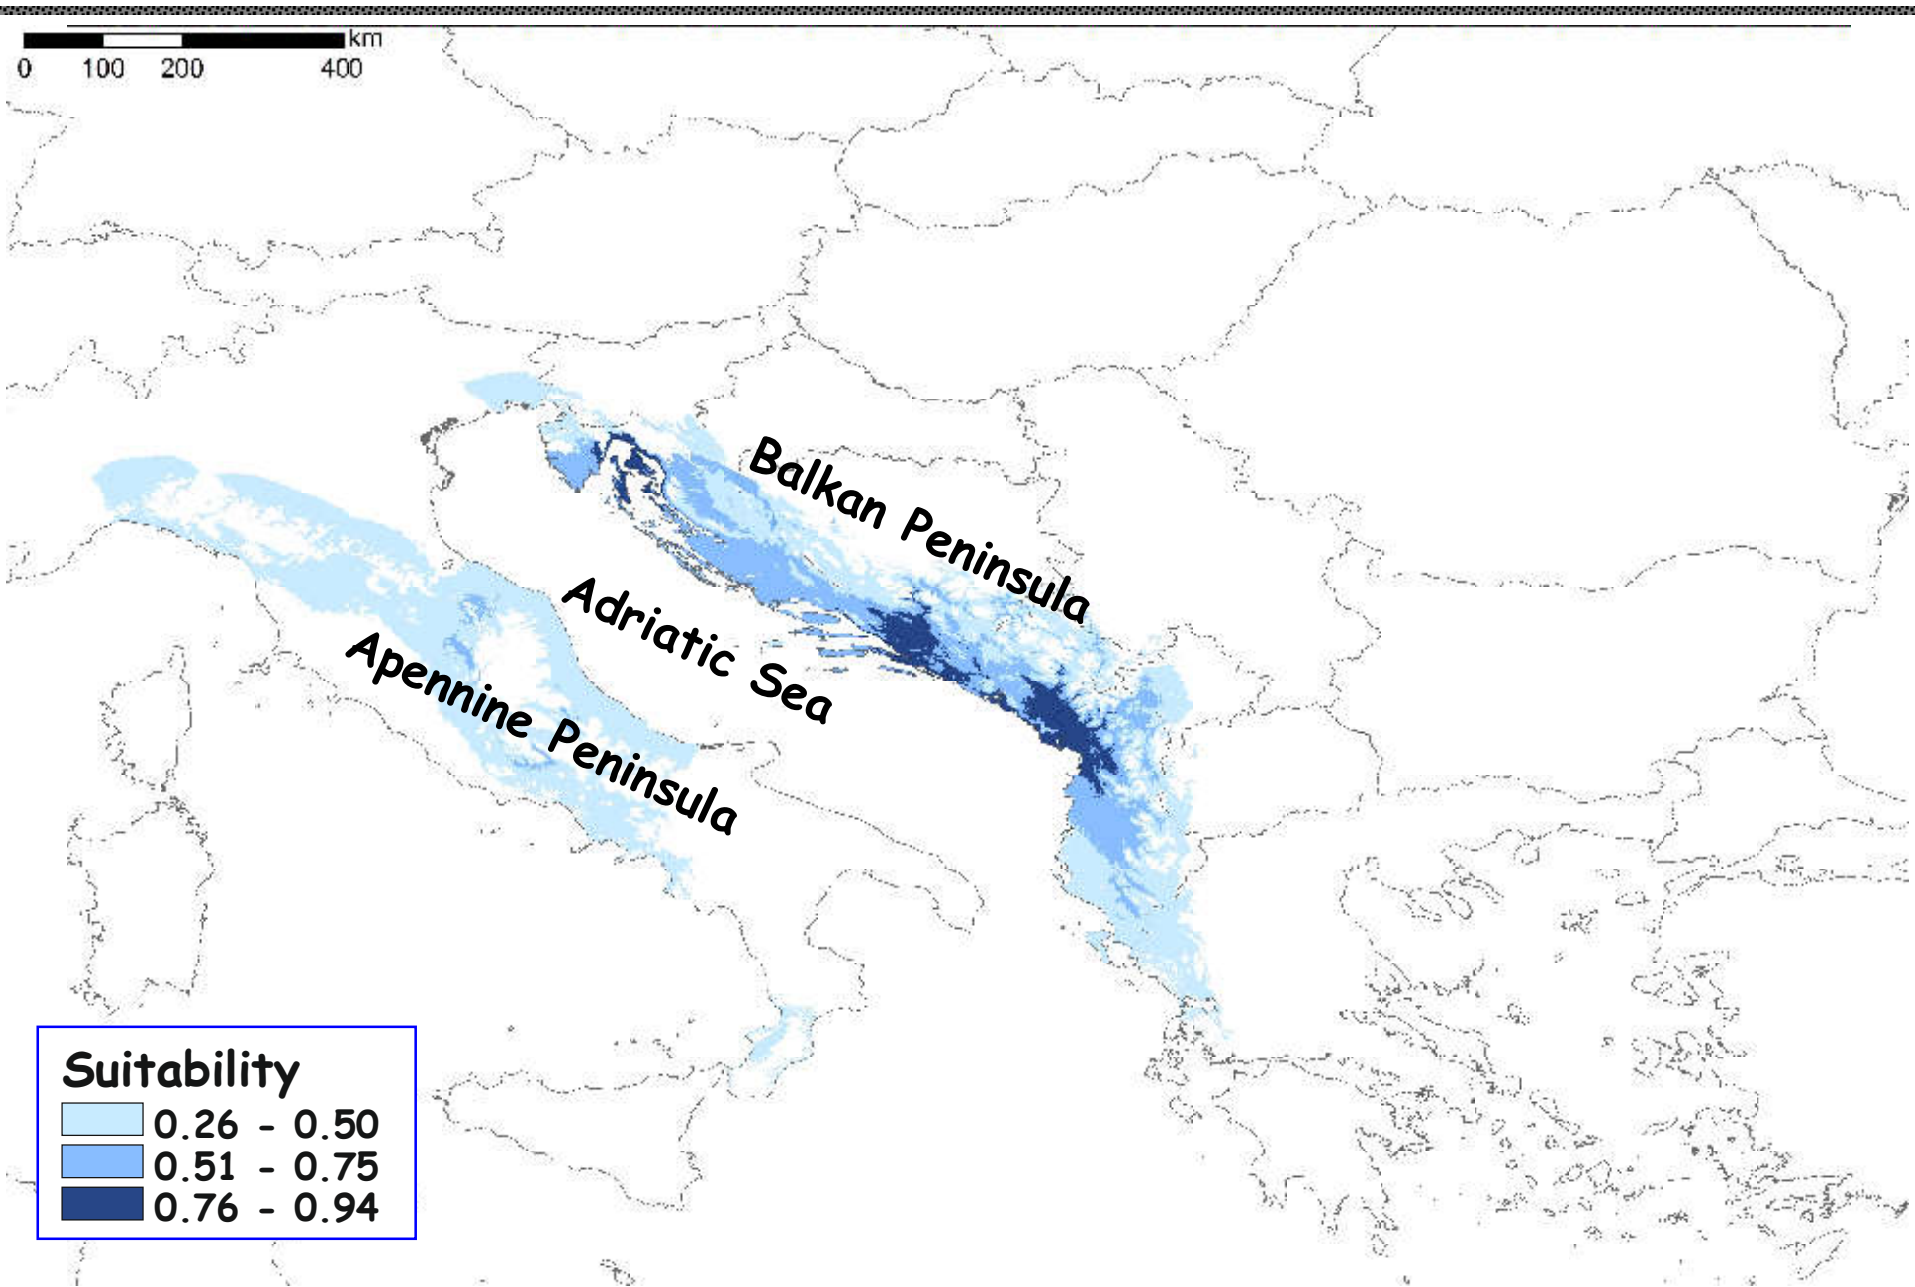 km
0 100 200 400
Balkan Peninsula
Adriatic Sea
Apennine Peninsula
Suitability
0.26 - 0.50
0.51 - 0.75
0.76 - 0.94